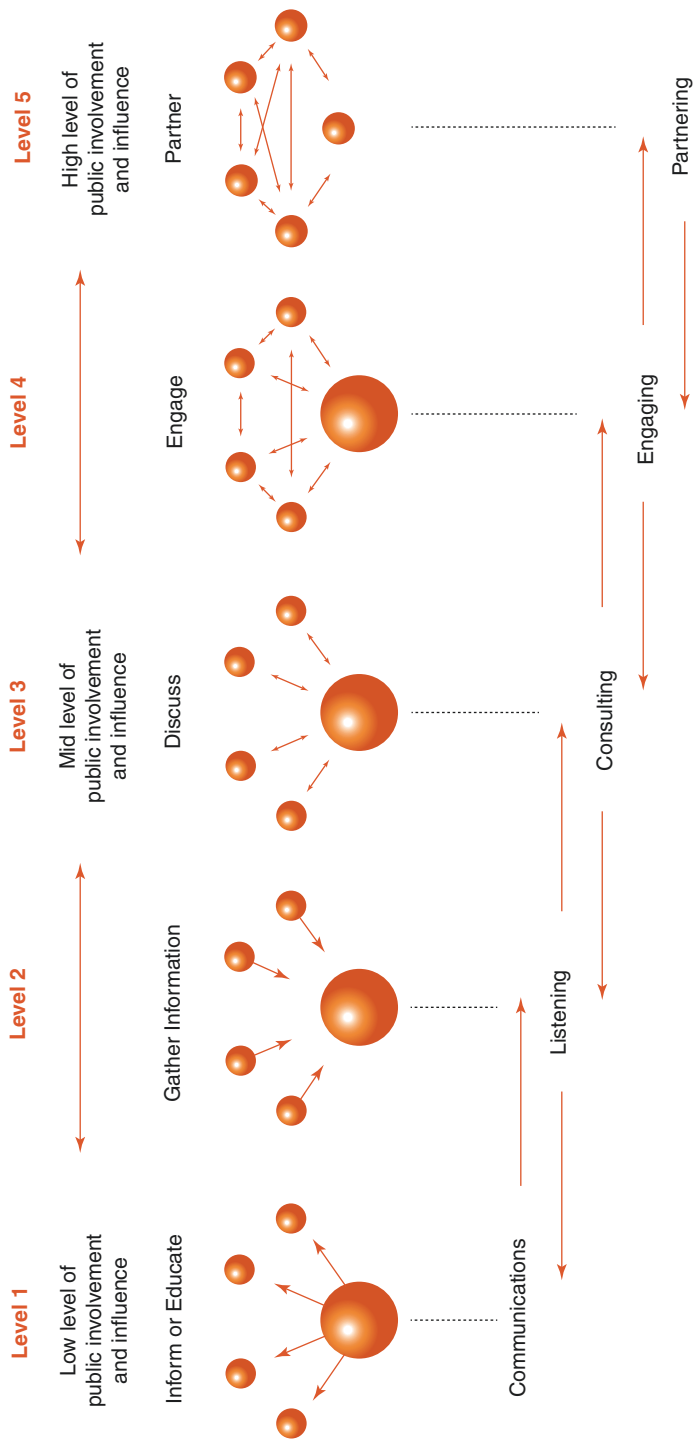 Level 1
Low level of
public involvement
and influence
Inform or Educate
Level 2
Gather Information
Level 3
Mid level of
public involvement
and influence
Discuss
Level 4
Engage
Level 5
High level of
public involvement
and influence
Partner
Communications
Listening
Consulting
Engaging
Partnering